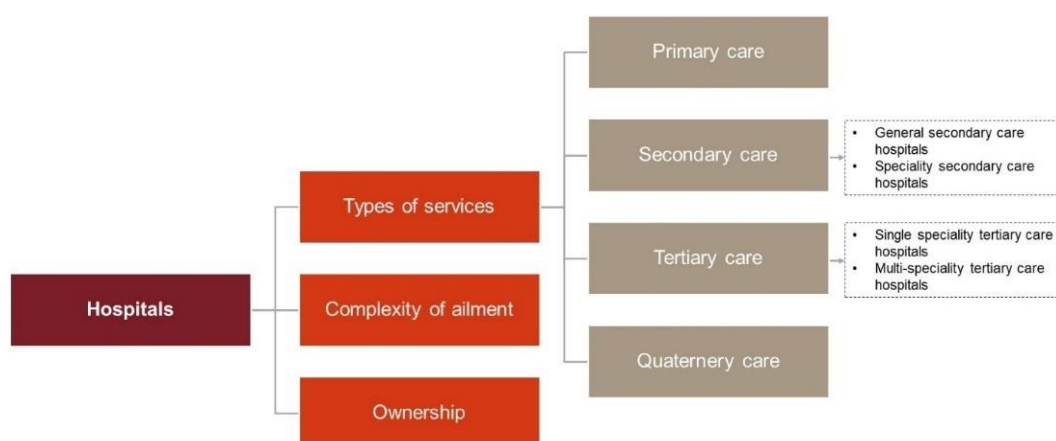 Hospitals
Types of services
Complexity of ailment
Ownership
Primary care
Secondary care
Tertiary care
Quaternery care
• General secondary care
hospitals
• Speciality secondary care
hospitals
• Single speciality tertiary care
hospitals
• Multi-speciality tertiary care
hospitals